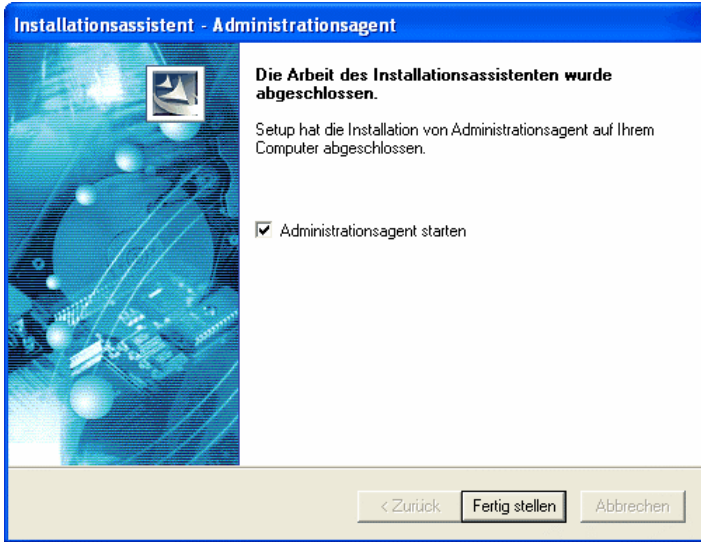 Installationsassistent - Administrationsagent
Die Arbeit des Installationsassistenten wurde
abgeschlossen.
Setup hat die Installation von Administrationsagent auf Ihrem
Computer abgeschlossen.
Administrationsagent starten
< Zurück
Fertig stellen
Abbrechen